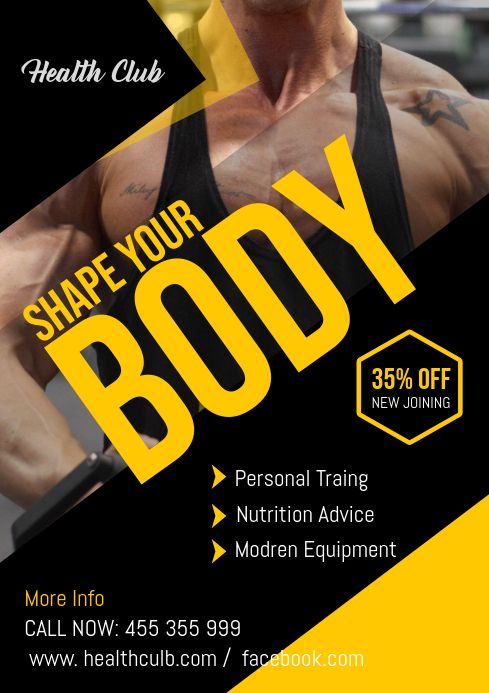 Health Club
SHAPE YOUR
BODY
35% OFF
NEW JOINING
Personal Traing
Nutrition Advice
Modren Equipment
More Info
CALL NOW: 455 355 999
www. healthculb.com / facebook.com